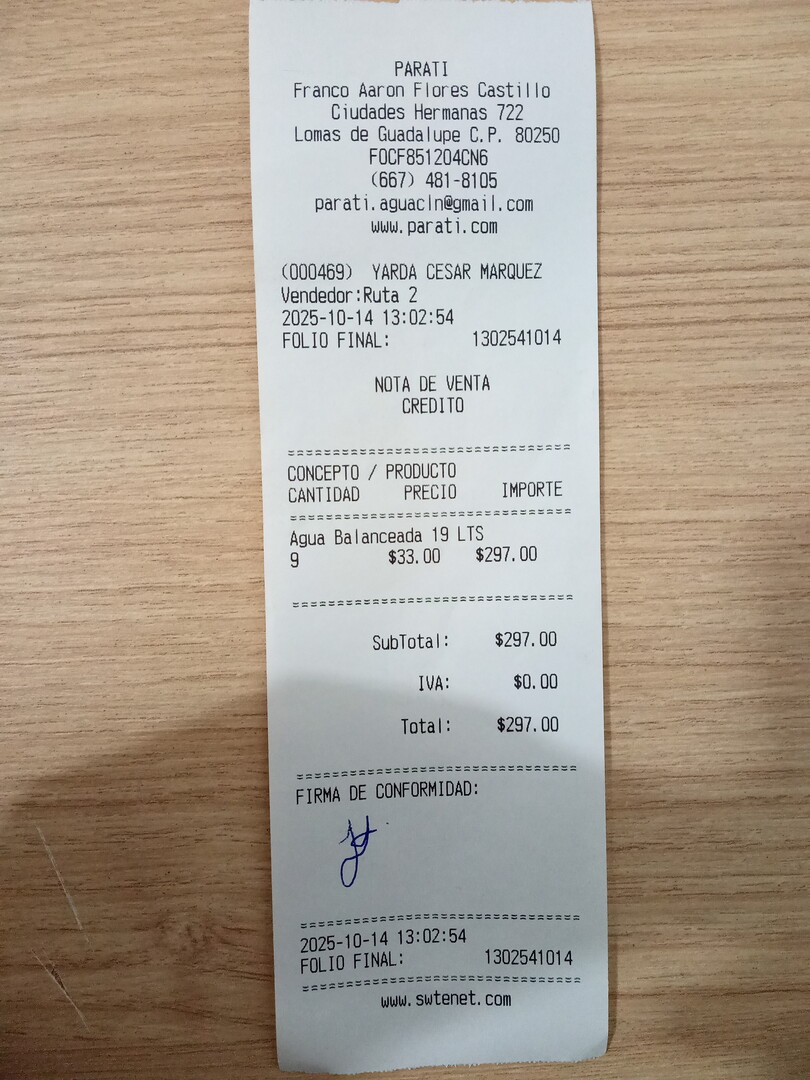 PARATI
Franco Aaron Flores Castillo
Ciudades Hermanas 722
Lomas de Guadalupe C.P. 80250
FOCF851204CN6
(667) 481-8105
parati.aguacln@gmail.com
www.parati.com
(000469) YARDA CESAR MARQUEZ
Vendedor:Ruta 2
2025-10-14 13:02:54
FOLIO FINAL: 1302541014
NOTA DE VENTA
CREDITO
CONCEPTO / PRODUCTO
CANTIDAD PRECIO IMPORTE
Agua Balanceada 19 LTS
9 $33.00 $297.00
SubTotal: $297.00
IVA: $0.00
Total: $297.00
FIRMA DE CONFORMIDAD:
2025-10-14 13:02:54
FOLIO FINAL: 1302541014
www.swtenet.com